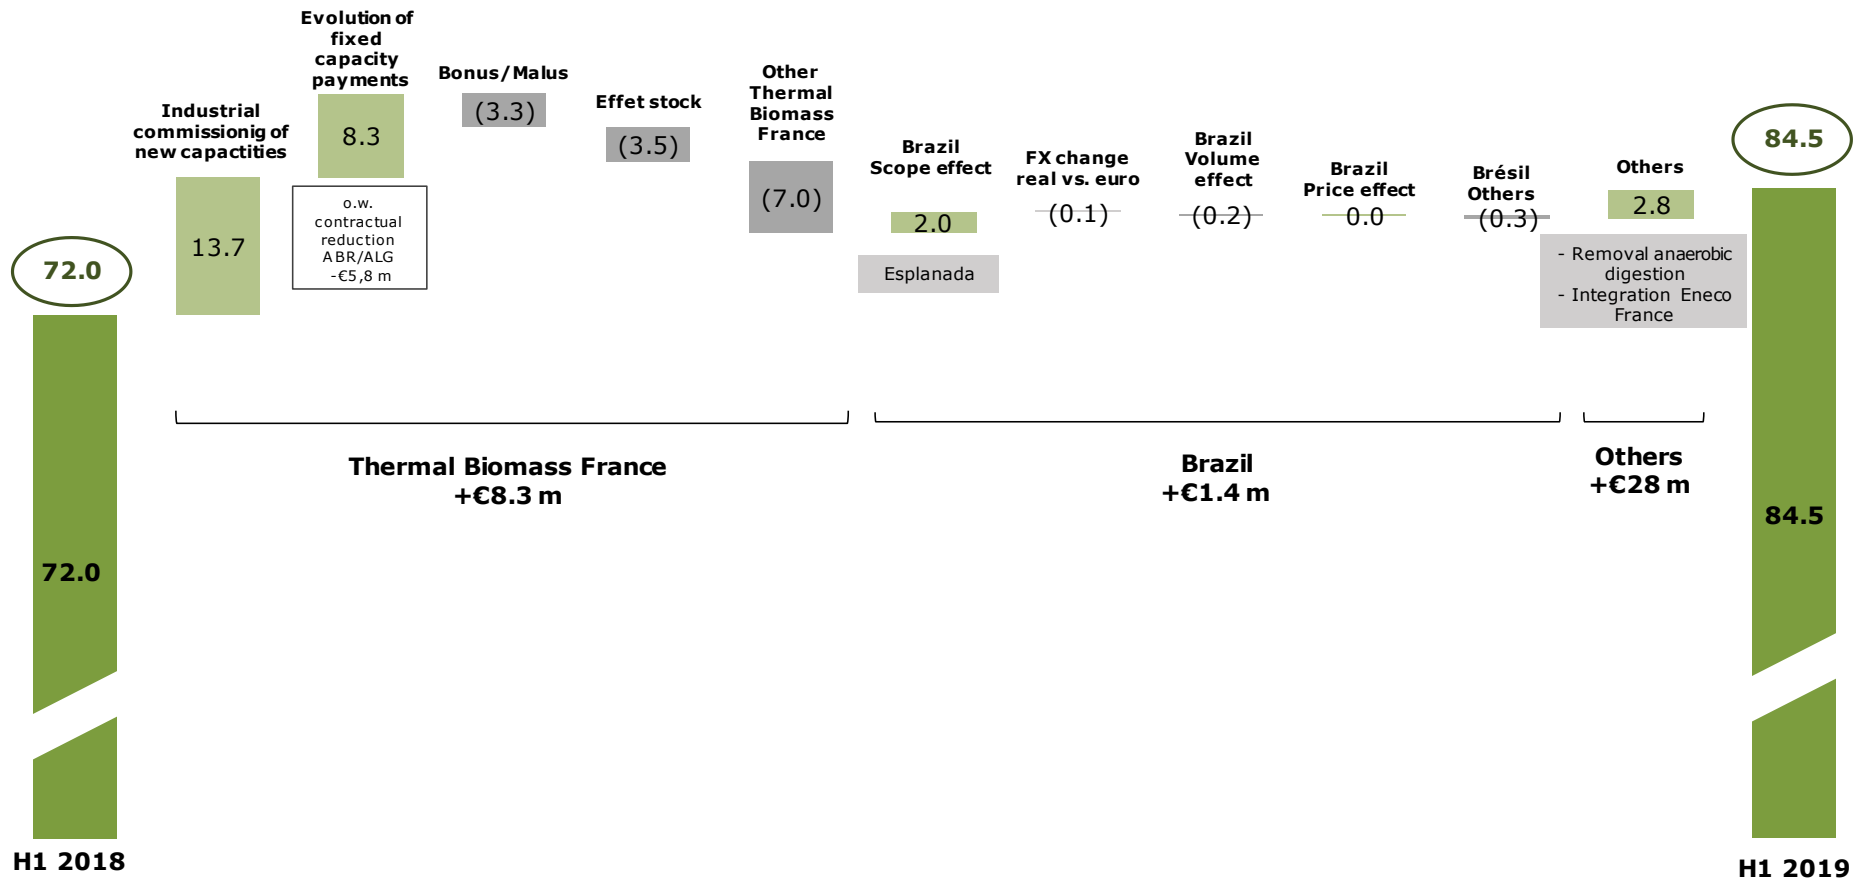 Evolution of
fixed
capacity
payments
Bonus/Malus
Other
Thermal
Biomass
France
Effet stock
Industrial
commissionig of
new capactities
Brazil
Scope effect
FX change
real vs. euro
Brazil
Volume
effect
Brazil
Price effect
Brésil
Others
Others
84.5
72.0
13.7
8.3
o.w.
contractual
reduction
ABR/ALG
-€5,8 m
(3.3)
(3.5)
(7.0)
2.0
Esplanada
(0.1)
(0.2)
0.0
(0.3)
2.8
- Removal anaerobic
digestion
- Integration Eneco
France
Thermal Biomass France
+€8.3 m
Brazil
+€1.4 m
Others
+€28 m
72.0
84.5
H1 2018
H1 2019